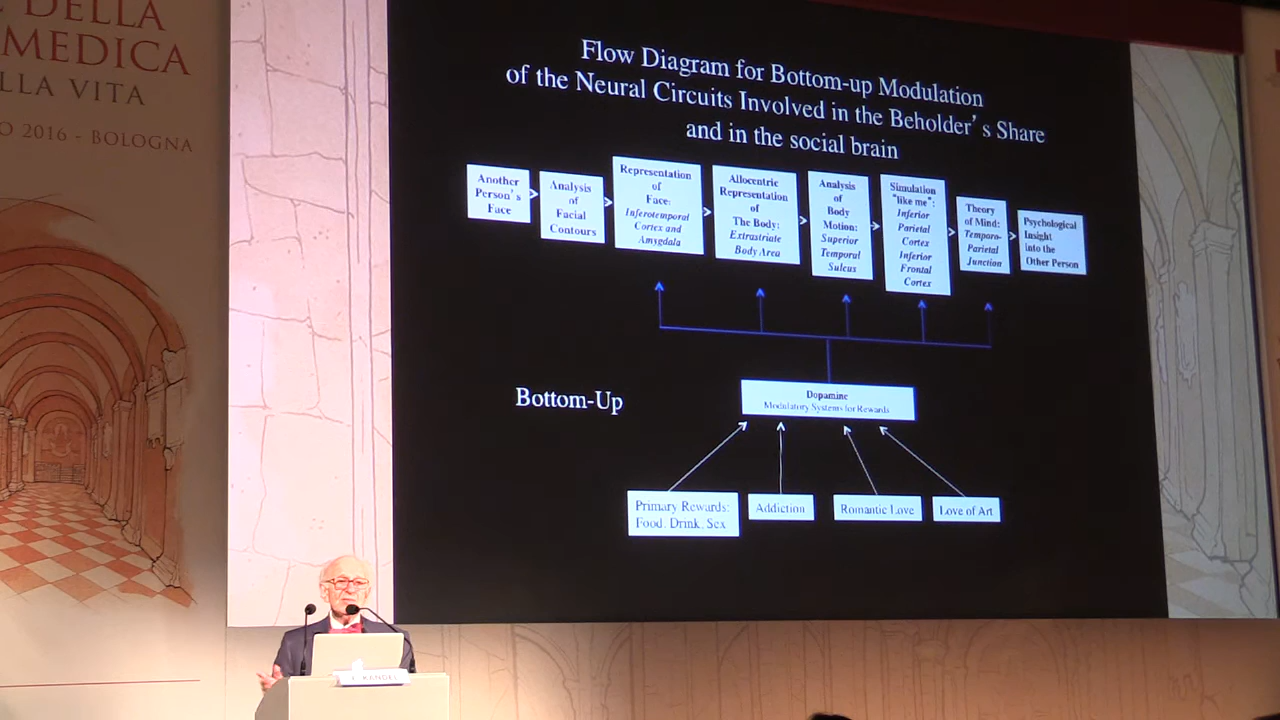 DELLA
MEDICA
LLA VITA
O 2016 - BOLOGNA
Flow Diagram for Bottom-up Modulation
of the Neural Circuits Involved in the Beholder's Share
and in the social brain
Another
Person's
Face
Analysis
of
Facial
Contours
Representation
of
Face:
Inferotemporal
Cortex and
Amygdala
Allocentric
Representation
of
The Body:
Extrastriate
Body Area
Analysis
of
Body
Motion:
Superior
Temporal
Sulcus
Simulation
"like me":
Inferior
Parietal
Cortex
Inferior
Frontal
Cortex
Theory
of Mind:
Temporo-
Parietal
Junction
Psychological
Insight
into the
Other Person
Bottom-Up
Dopamine
Modulatory Systems for Rewards
Primary Rewards:
Food, Drink, Sex
Addiction
Romantic Love
Love of Art
E. KANDEL